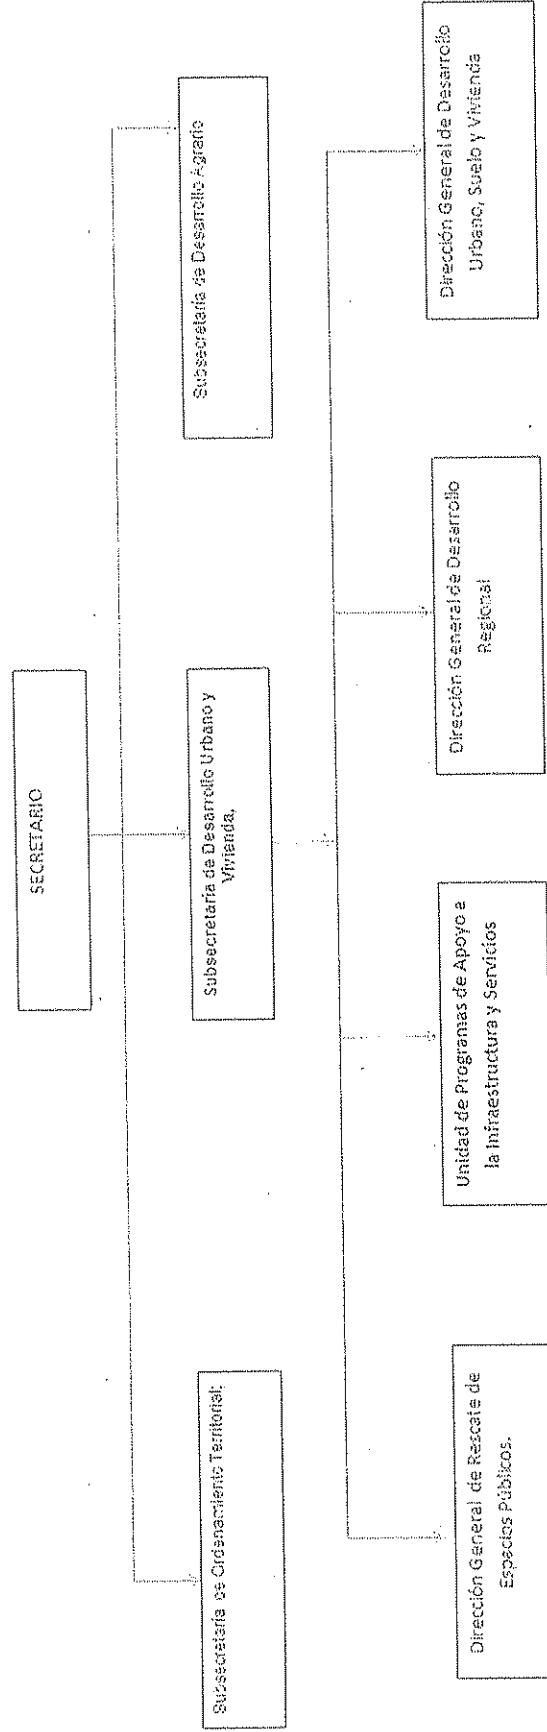 SECRETARIO
Subsecretaría de Ordenamiento Territorial;
Subsecretaría de Desarrollo Urbano y
Vivienda,
Subsecretaría de Desarrollo Agrario
Dirección General de Rescate de
Espacios Públicos.
Unidad de Programas de Apoyo a
la Infraestructura y Servicios
Dirección General de Desarrollo
Regional
Dirección General de Desarrollo
Urbano, Suelo y Vivienda